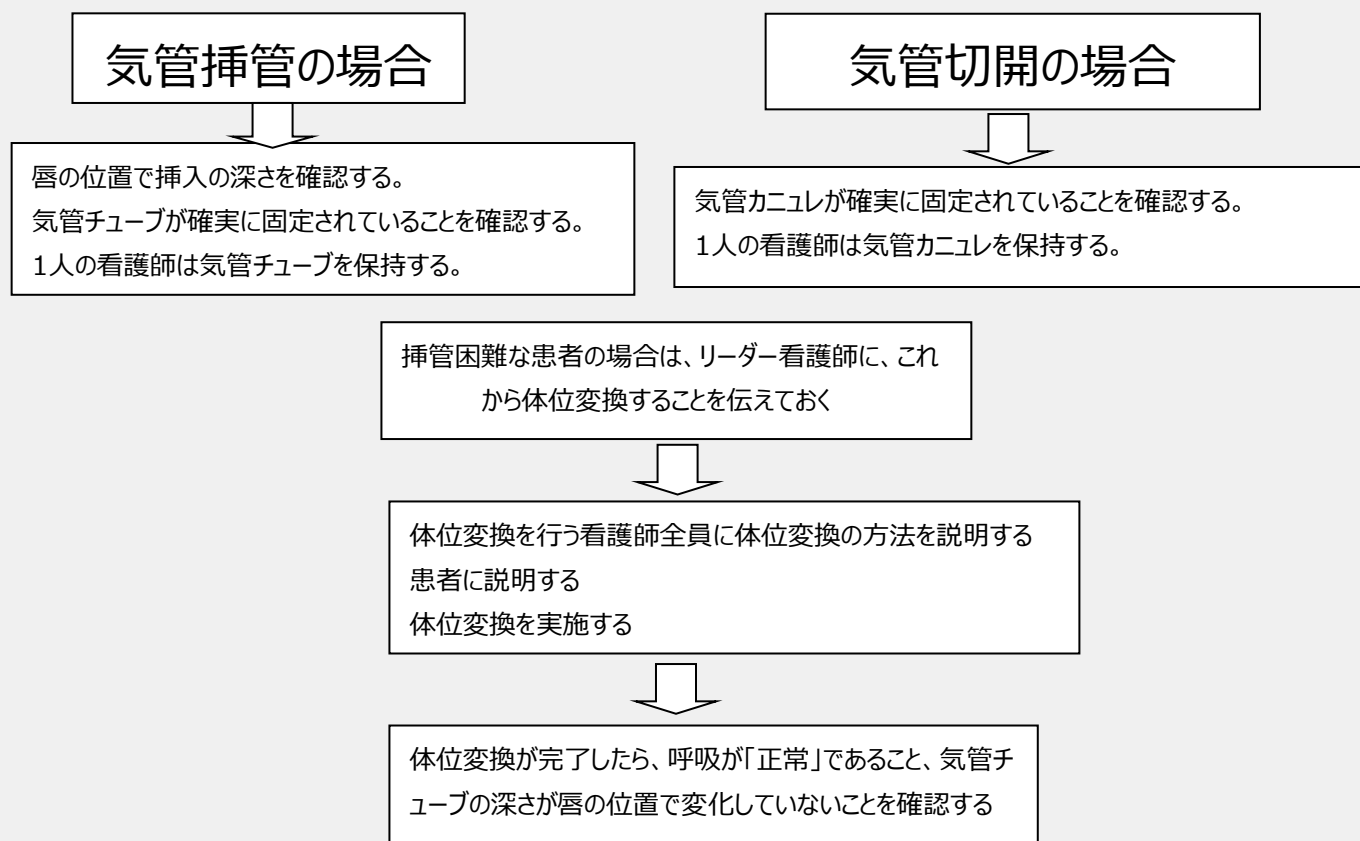 気管挿管の場合
気管切開の場合
唇の位置で挿入の深さを確認する。
気管チューブが確実に固定されていることを確認する。
1人の看護師は気管チューブを保持する。
気管カニュレが確実に固定されていることを確認する。
1人の看護師は気管カニュレを保持する。
挿管困難な患者の場合は、リーダー看護師に、これ
から体位変換することを伝えておく
体位変換を行う看護師全員に体位変換の方法を説明する
患者に説明する
体位変換を実施する
体位変換が完了したら、呼吸が「正常」であること、気管チ
ューブの深さが唇の位置で変化していないことを確認する